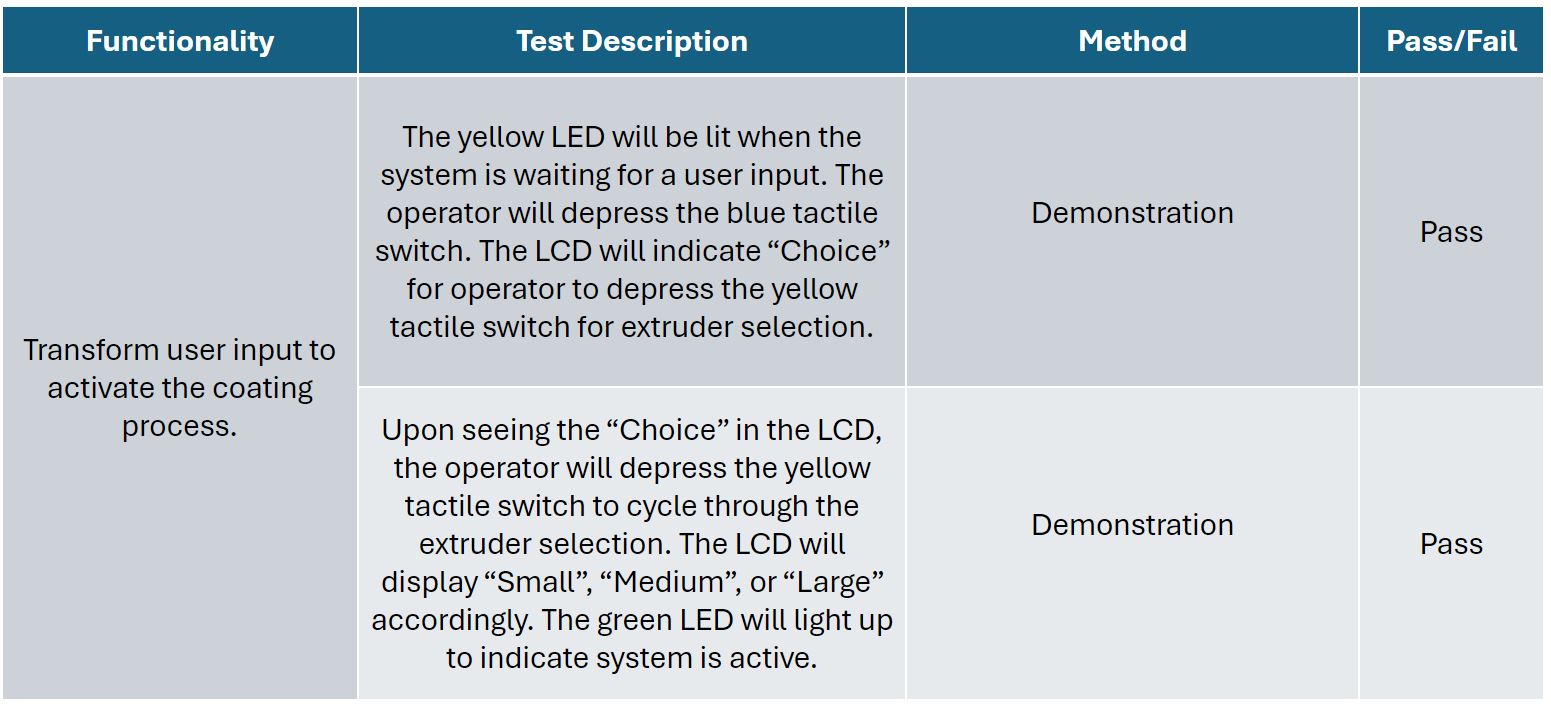 Functionality
Test Description
Method
Pass/Fail
Transform user input to
activate the coating
process.
The yellow LED will be lit when the
system is waiting for a user input. The
operator will depress the blue tactile
switch. The LCD will indicate “Choice”
for operator to depress the yellow
tactile switch for extruder selection.
Demonstration
Pass
Upon seeing the “Choice” in the LCD,
the operator will depress the yellow
tactile switch to cycle through the
extruder selection. The LCD will
display “Small”, “Medium”, or “Large”
accordingly. The green LED will light up
to indicate system is active.
Demonstration
Pass